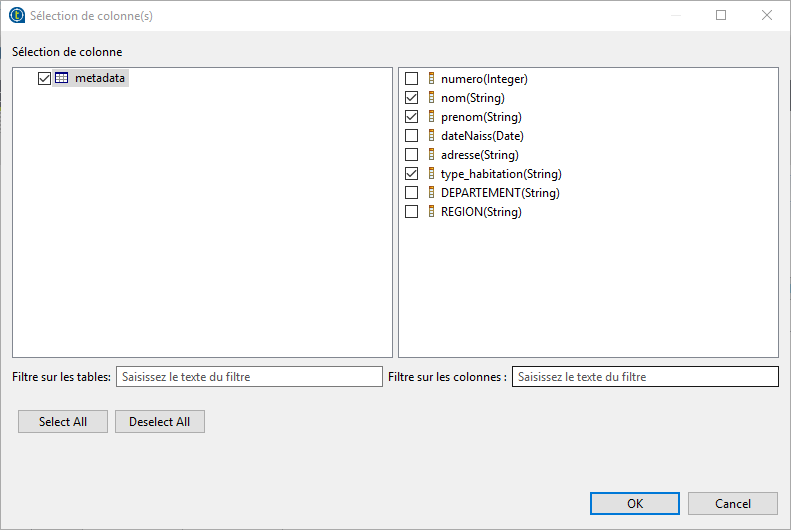 Sélection de colonne(s)
Sélection de colonne
metadata
numero(Integer)
nom(String)
prenom(String)
dateNaiss(Date)
adresse(String)
type_habitation(String)
DEPARTEMENT(String)
REGION(String)
Filtre sur les tables: Saisissez le texte du filtre
Filtre sur les colonnes : Saisissez le texte du filtre
Select All
Deselect All
OK
Cancel